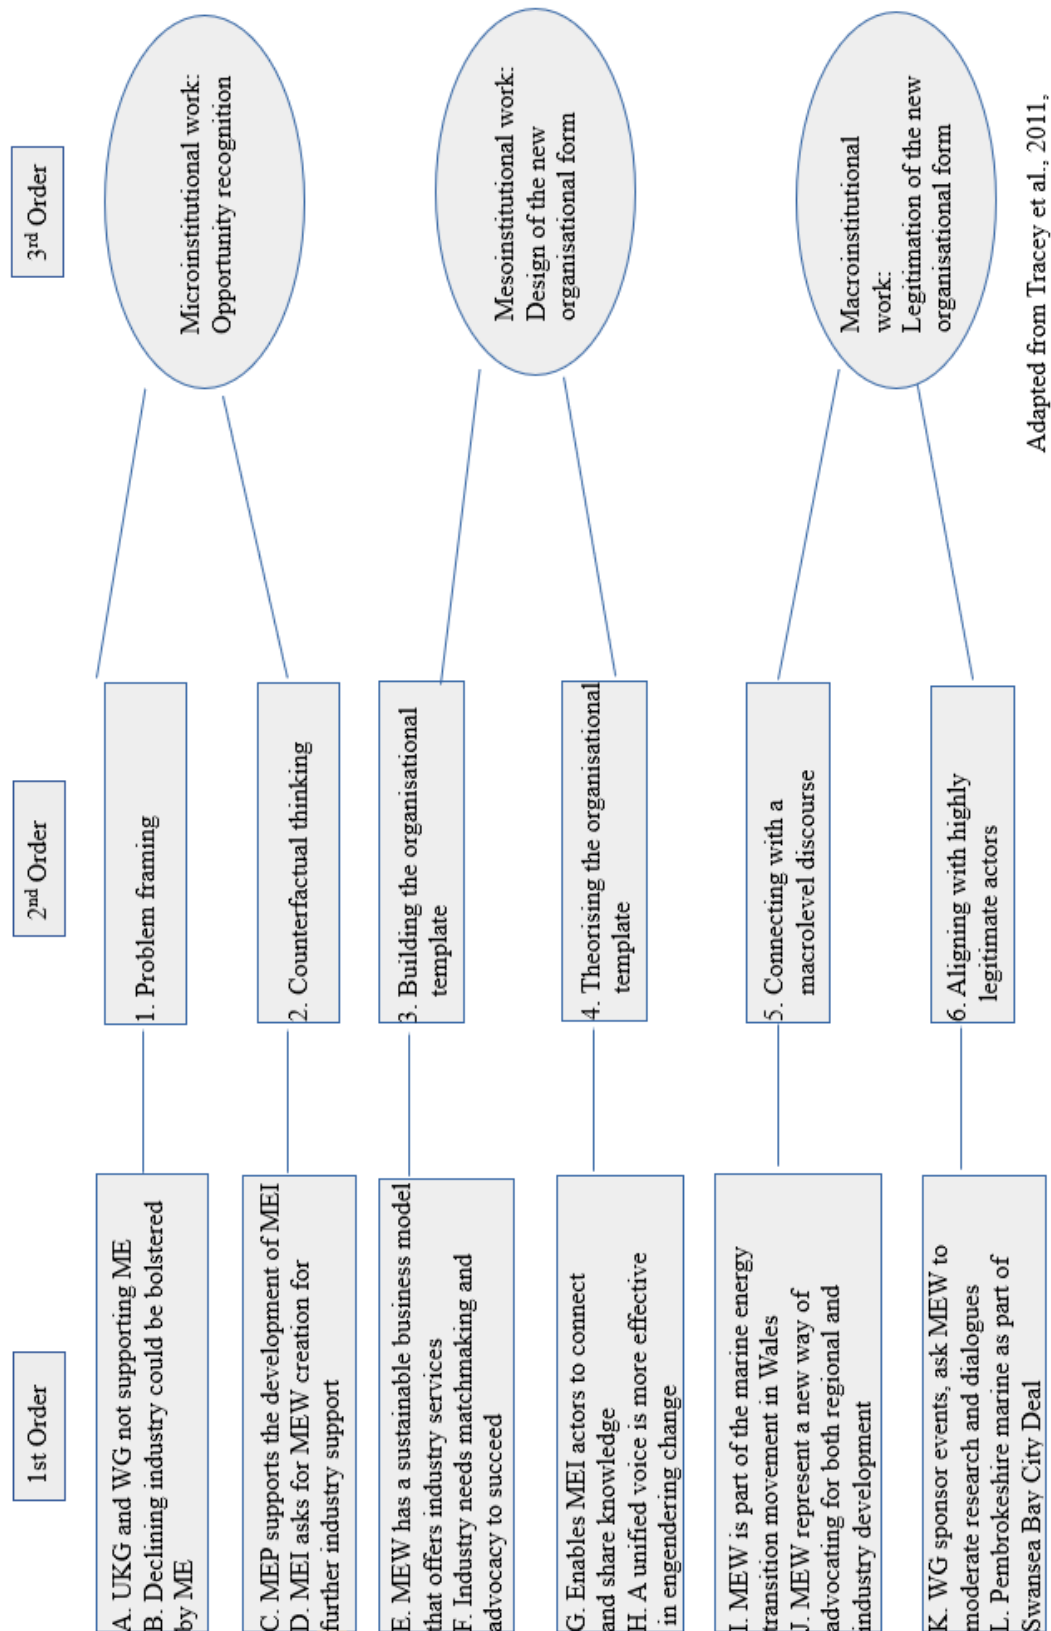 1st Order
2nd Order
3rd Order
A. UKG and WG not supporting ME
B. Declining industry could be bolstered
by ME
1. Problem framing
Microinstitutional work:
Opportunity recognition
C. MEP supports the development of MEI
D. MEI asks for MEW creation for
further industry support
2. Counterfactual thinking
E. MEW has a sustainable business model
that offers industry services
F. Industry needs matchmaking and
advocacy to succeed
3. Building the organisational
template
Mesoinstitutional work:
Design of the new
organisational form
G. Enables MEI actors to connect
and share knowledge
H. A unified voice is more effective
in engendering change
4. Theorising the organisational
template
I. MEW is part of the marine energy
transition movement in Wales
J. MEW represent a new way of
advocating for both regional and
industry development
5. Connecting with a
macrolevel discourse
Macroinstitutional
work:
Legitimation of the new
organisational form
K. WG sponsor events, ask MEW to
moderate research and dialogues
L. Pembrokeshire marine as part of
Swansea Bay City Deal
6. Aligning with highly
legitimate actors
Adapted from Tracey et al., 2011,